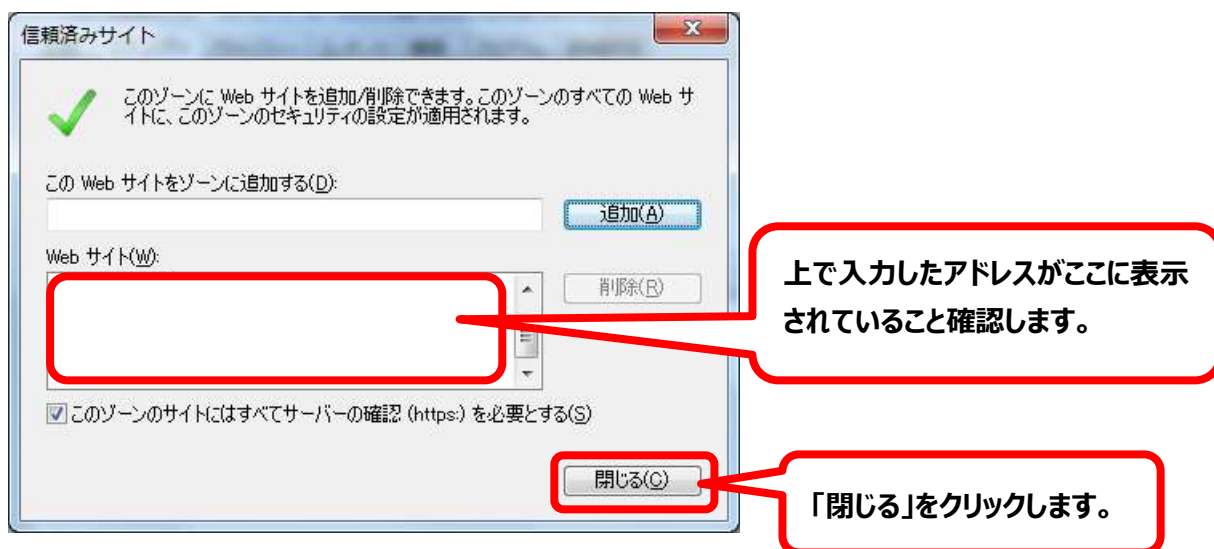 信頼済みサイト
このゾーンに Web サイトを追加/削除できます。このゾーンのすべての Web サ
イトに、このゾーンのセキュリティの設定が適用されます。
この Web サイトをゾーンに追加する(D):
追加(A)
Web サイト(W):
削除(R)
上で入力したアドレスがここに表示
されていること確認します。
このゾーンのサイトにはすべてサーバーの確認 (https:) を必要とする(S)
閉じる(C)
「閉じる」をクリックします。